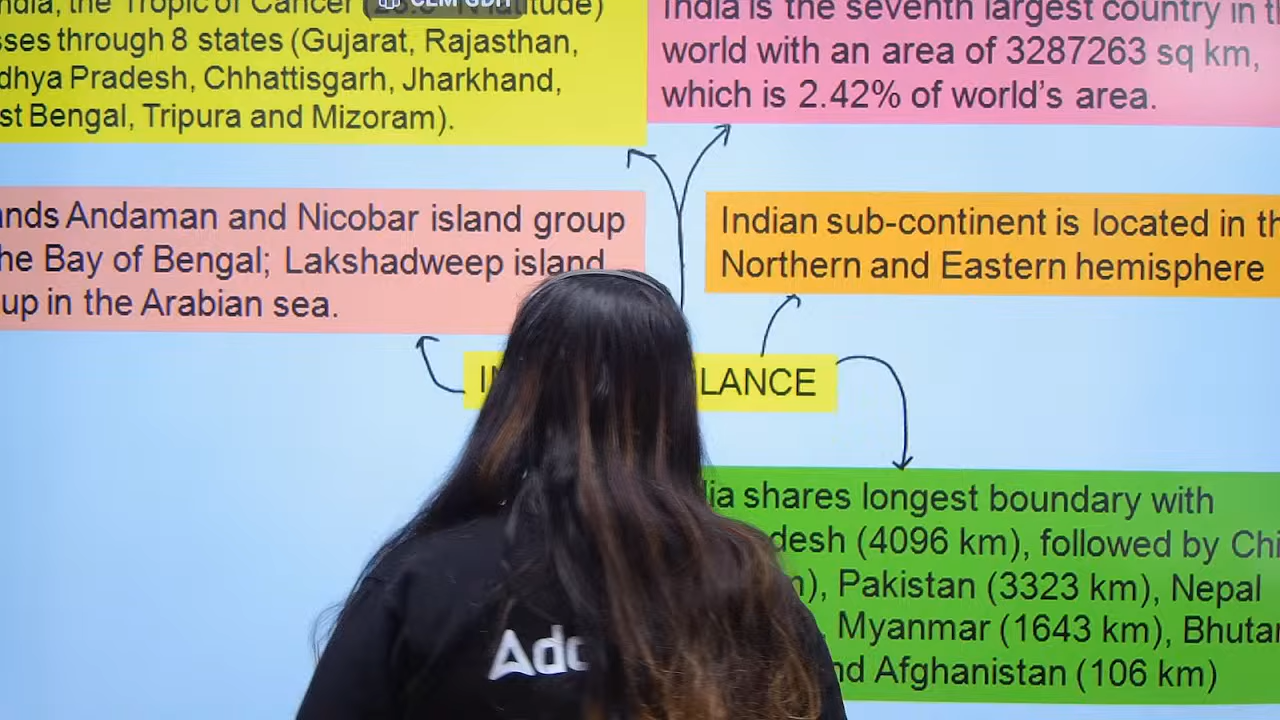 ndia, the Tropic of Cancer ( N latitude)
sses through 8 states (Gujarat, Rajasthan,
dhya Pradesh, Chhattisgarh, Jharkhand,
st Bengal, Tripura and Mizoram).
India is the seventh largest country in t
world with an area of 3287263 sq km,
which is 2.42% of world's area.
ands Andaman and Nicobar island group
he Bay of Bengal; Lakshadweep island
up in the Arabian sea.
Indian sub-continent is located in th
Northern and Eastern hemisphere
LANCE
ia shares longest boundary with
desh (4096 km), followed by Chi
), Pakistan (3323 km), Nepal
, Myanmar (1643 km), Bhutan
nd Afghanistan (106 km)
Add